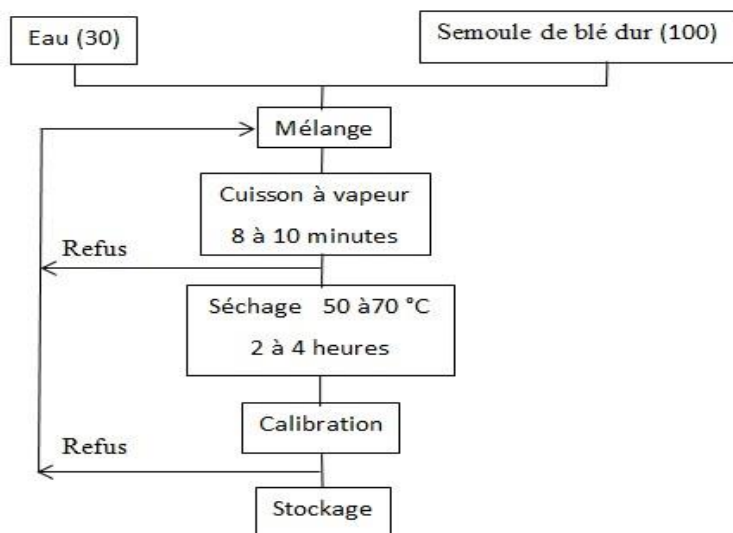 Eau (30)
Semoule de blé dur (100)
Mélange
Cuisson à vapeur
8 à 10 minutes
Refus
Séchage 50 à70 °C
2 à 4 heures
Calibration
Refus
Stockage